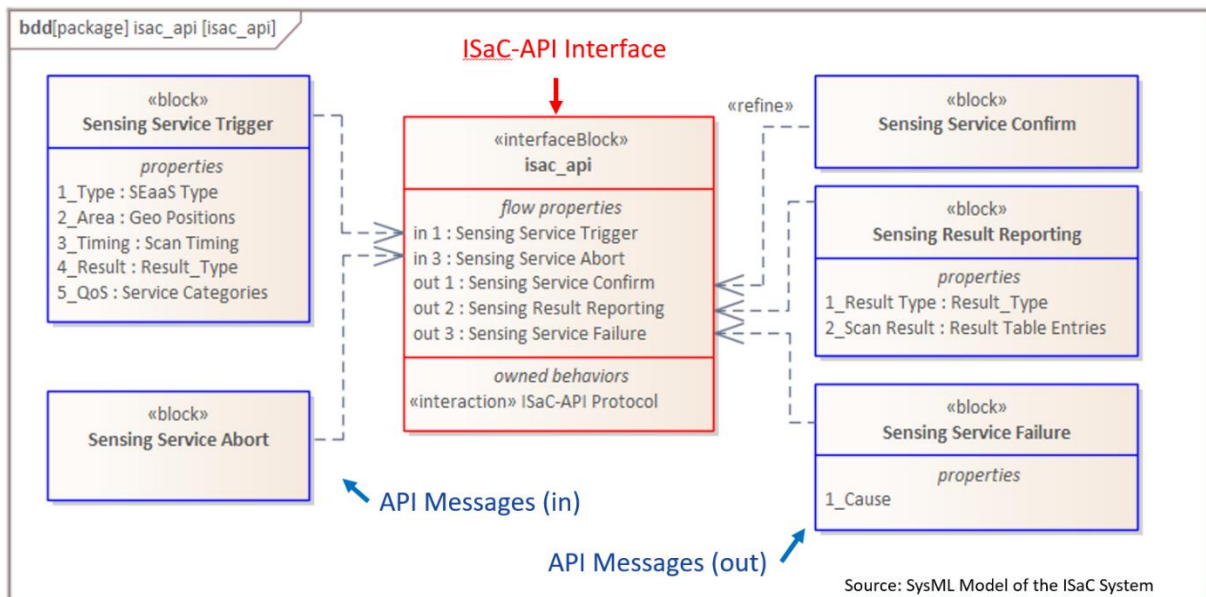 bdd[package] isac_api [isac_api]
ISaC-API Interface
«block»
Sensing Service Trigger
properties
1_Type : SEaaS Type
2_Area : Geo Positions
3_Timing : Scan Timing
4_Result : Result_Type
5_QoS : Service Categories
«block»
Sensing Service Abort
API Messages (in)
«interfaceBlock»
isac_api
flow properties
in 1 : Sensing Service Trigger
in 3 : Sensing Service Abort
out 1 : Sensing Service Confirm
out 2 : Sensing Result Reporting
out 3 : Sensing Service Failure
owned behaviors
«interaction» ISaC-API Protocol
«refine»
«block»
Sensing Service Confirm
«block»
Sensing Result Reporting
properties
1_Result Type : Result_Type
2_Scan Result : Result Table Entries
«block»
Sensing Service Failure
properties
1_Cause
API Messages (out)
Source: SysML Model of the ISaC System